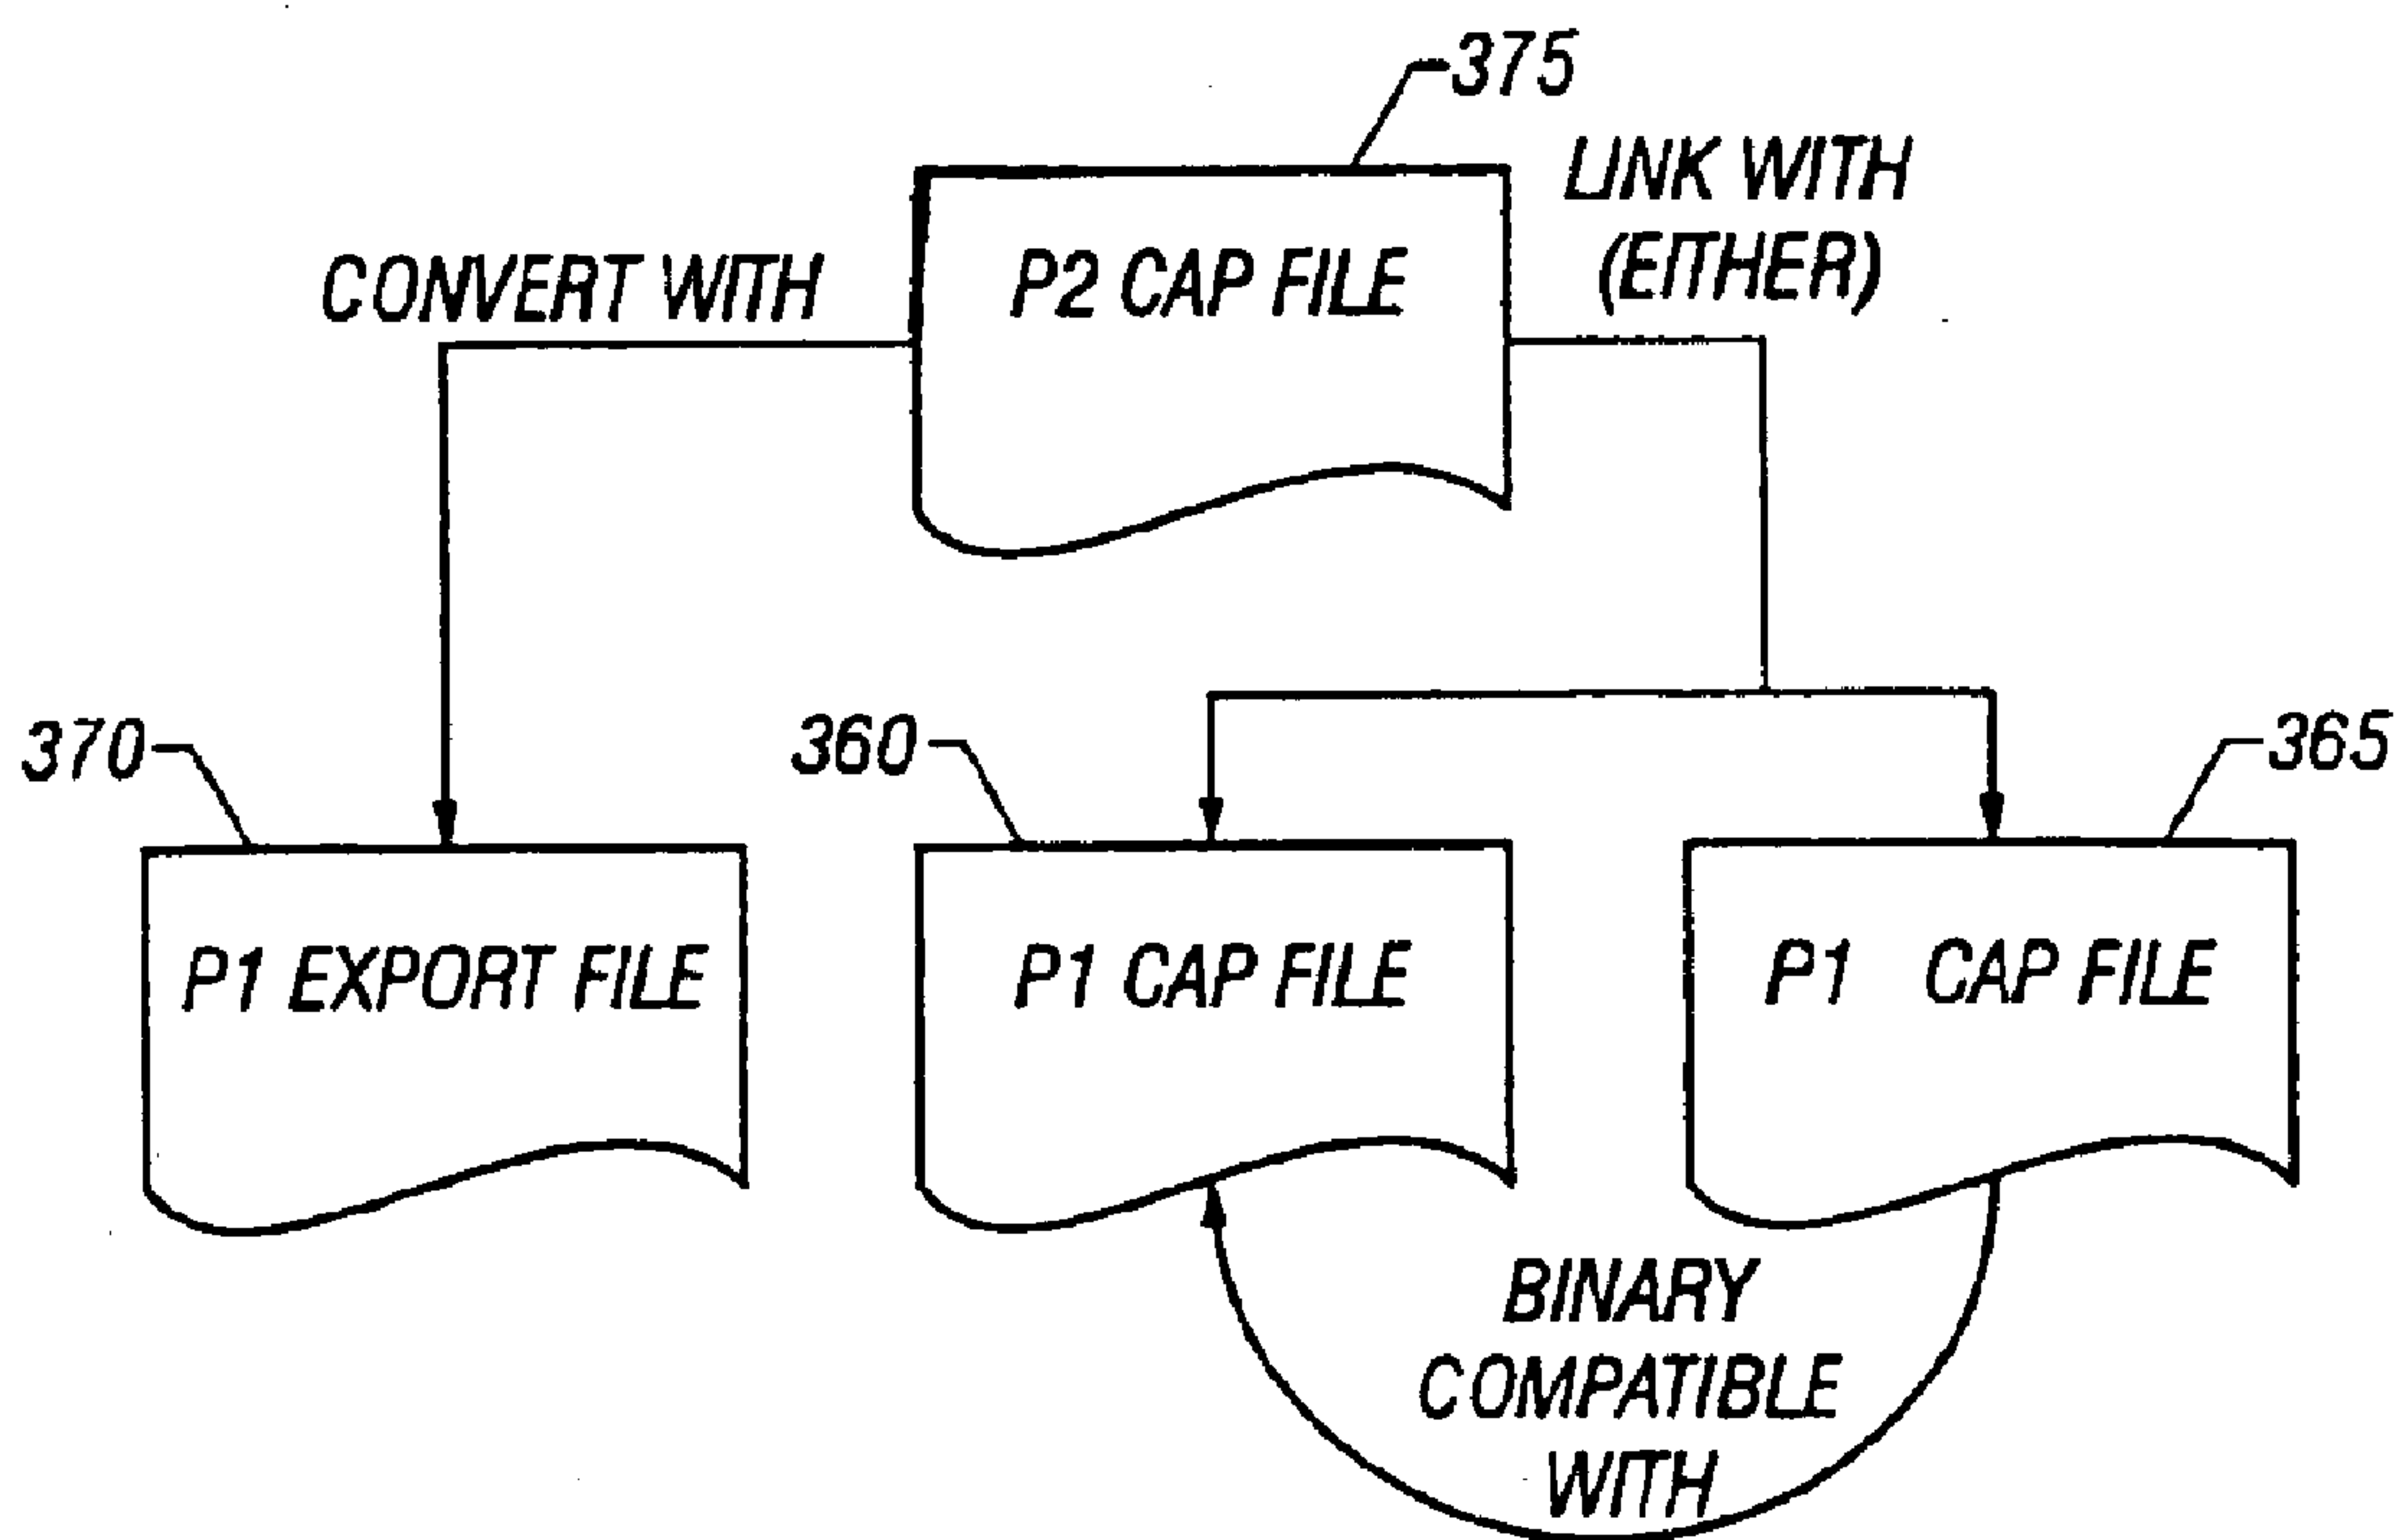 375
LINK WITH
(EITHER)
CONVERT WITH
P2 CAP FILE
370
360
365
P1 EXPORT FILE
P1 CAP FILE
P1 CAP FILE
BINARY
COMPATIBLE
WITH